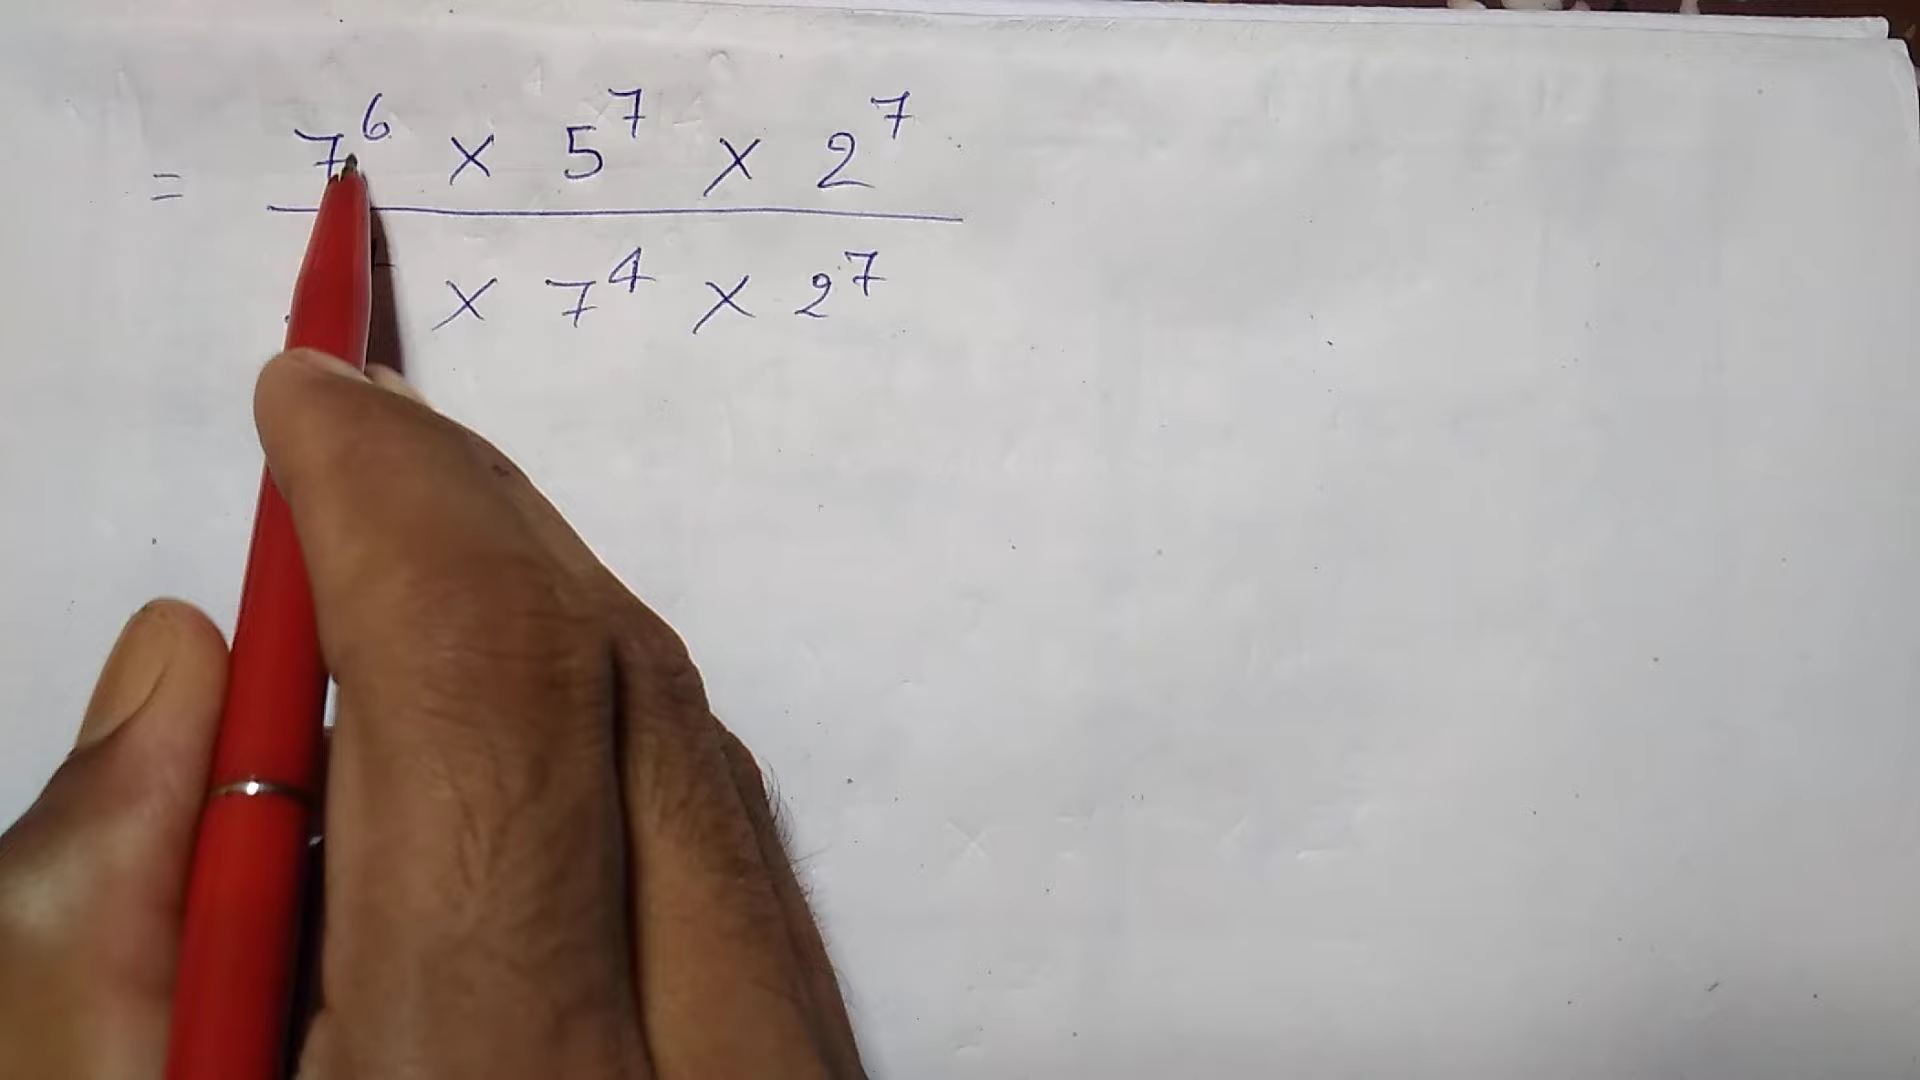 = 7⁶ × 5⁷ × 2⁷
× 7⁴ × 2⁷